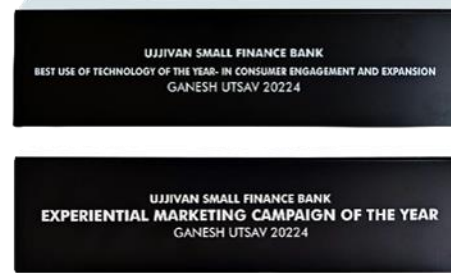 UJJIVAN SMALL FINANCE BANK
BEST USE OF TECHNOLOGY OF THE YEAR- IN CONSUMER ENGAGEMENT AND EXPANSION
GANESH UTSAV 20224
UJJIVAN SMALL FINANCE BANK
EXPERIENTIAL MARKETING CAMPAIGN OF THE YEAR
GANESH UTSAV 20224